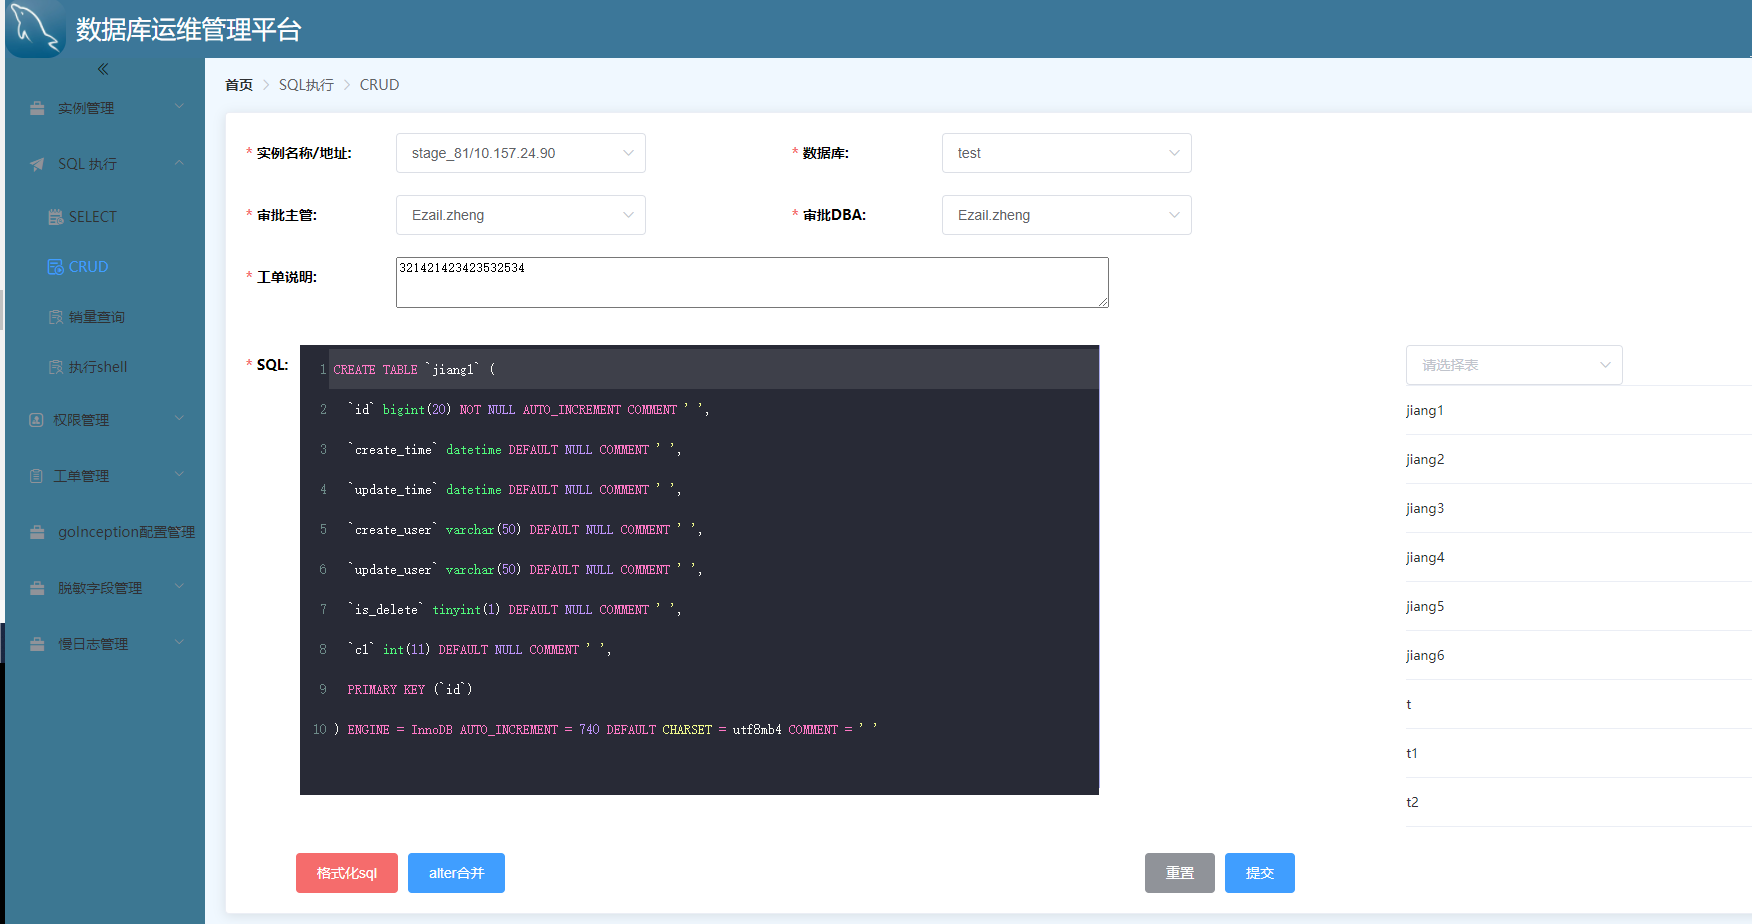 数据库运维管理平台
实例管理
SQL 执行
SELECT
CRUD
销量查询
执行shell
权限管理
工单管理
goInception配置管理
脱敏字段管理
慢日志管理
首页 > SQL执行 > CRUD
* 实例名称/地址: stage_81/10.157.24.90 * 数据库: test
* 审批主管: Ezail.zheng * 审批DBA: Ezail.zheng
* 工单说明: 321421423423532534
* SQL:
1 CREATE TABLE `jiang1` (
2 `id` bigint(20) NOT NULL AUTO_INCREMENT COMMENT ' ',
3 `create_time` datetime DEFAULT NULL COMMENT ' ',
4 `update_time` datetime DEFAULT NULL COMMENT ' ',
5 `create_user` varchar(50) DEFAULT NULL COMMENT ' ',
6 `update_user` varchar(50) DEFAULT NULL COMMENT ' ',
7 `is_delete` tinyint(1) DEFAULT NULL COMMENT ' ',
8 `c1` int(11) DEFAULT NULL COMMENT ' ',
9 PRIMARY KEY (`id`)
10 ) ENGINE = InnoDB AUTO_INCREMENT = 740 DEFAULT CHARSET = utf8mb4 COMMENT = ' '
请选择表
jiang1
jiang2
jiang3
jiang4
jiang5
jiang6
t
t1
t2
格式化sql alter合并 重置 提交